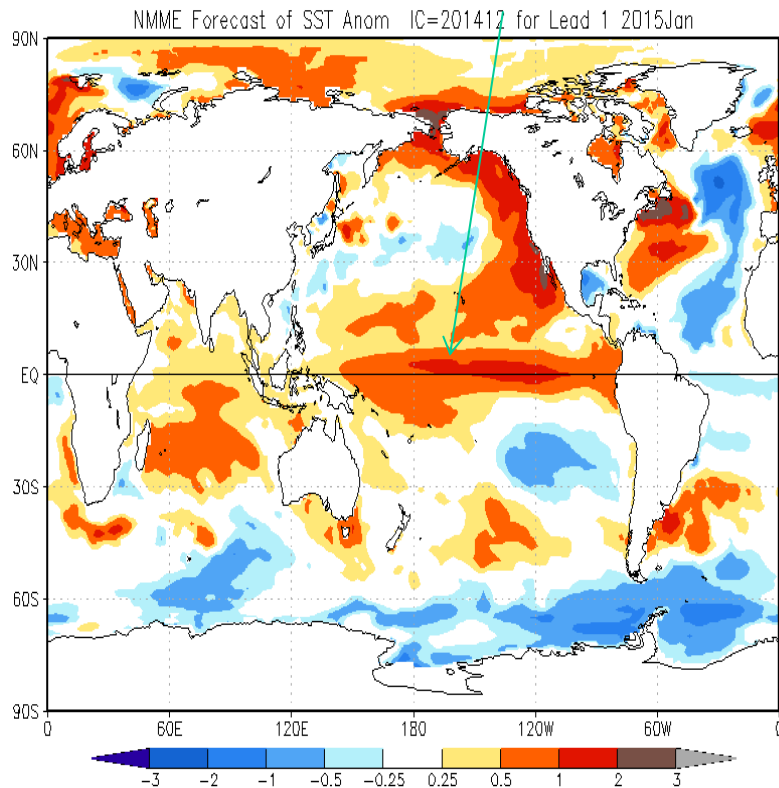 NMME Forecast of SST Anom IC=201412 for Lead 1 2015Jan
90N
60N
30N
EQ
30S
60S
90S
0 60E 120E 180 120W 60W 0
-3 -2 -1 -0.5 -0.25 0.25 0.5 1 2 3